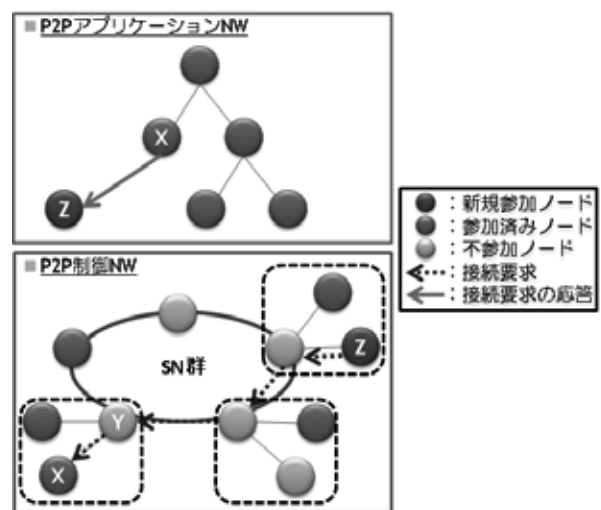 ■ P2PアプリケーションNW
X
Z
■ P2P制御NW
Z
SN群
Y
X
：新規参加ノード
：参加済みノード
：不参加ノード
：接続要求
：接続要求の応答